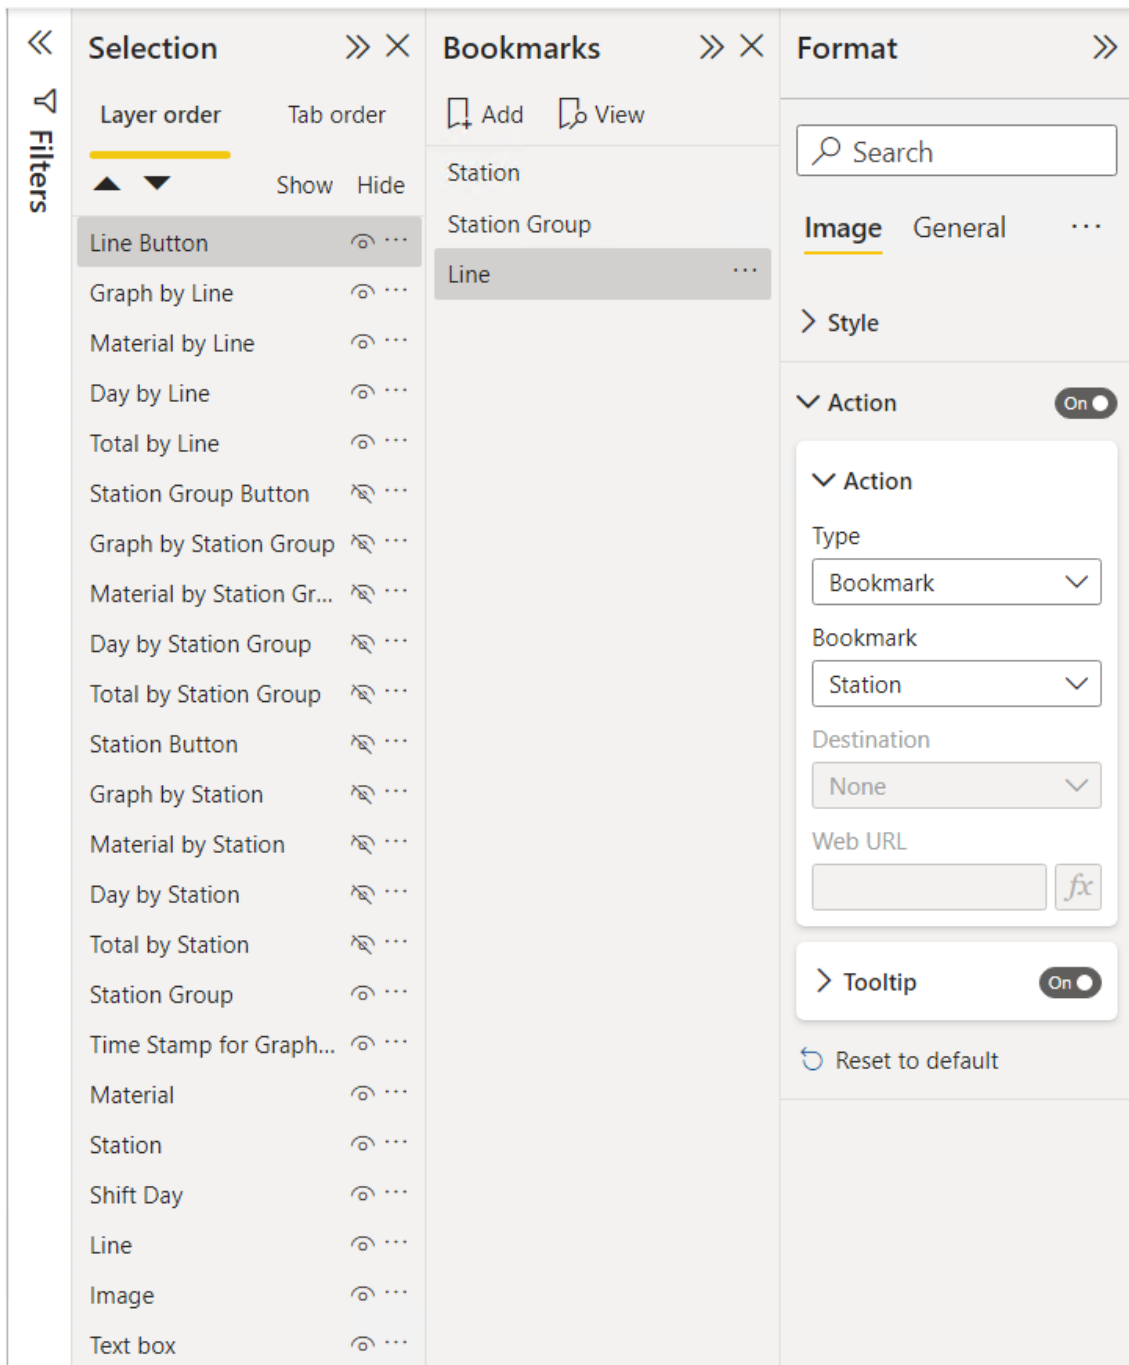 Filters
Selection
Layer order Tab order
Show Hide
Line Button
Graph by Line
Material by Line
Day by Line
Total by Line
Station Group Button
Graph by Station Group
Material by Station Gr...
Day by Station Group
Total by Station Group
Station Button
Graph by Station
Material by Station
Day by Station
Total by Station
Station Group
Time Stamp for Graph...
Material
Station
Shift Day
Line
Image
Text box
Bookmarks
Add View
Station
Station Group
Line
Format
Search
Image General
Style
Action On
Action
Type
Bookmark
Bookmark
Station
Destination
None
Web URL
fx
Tooltip On
Reset to default